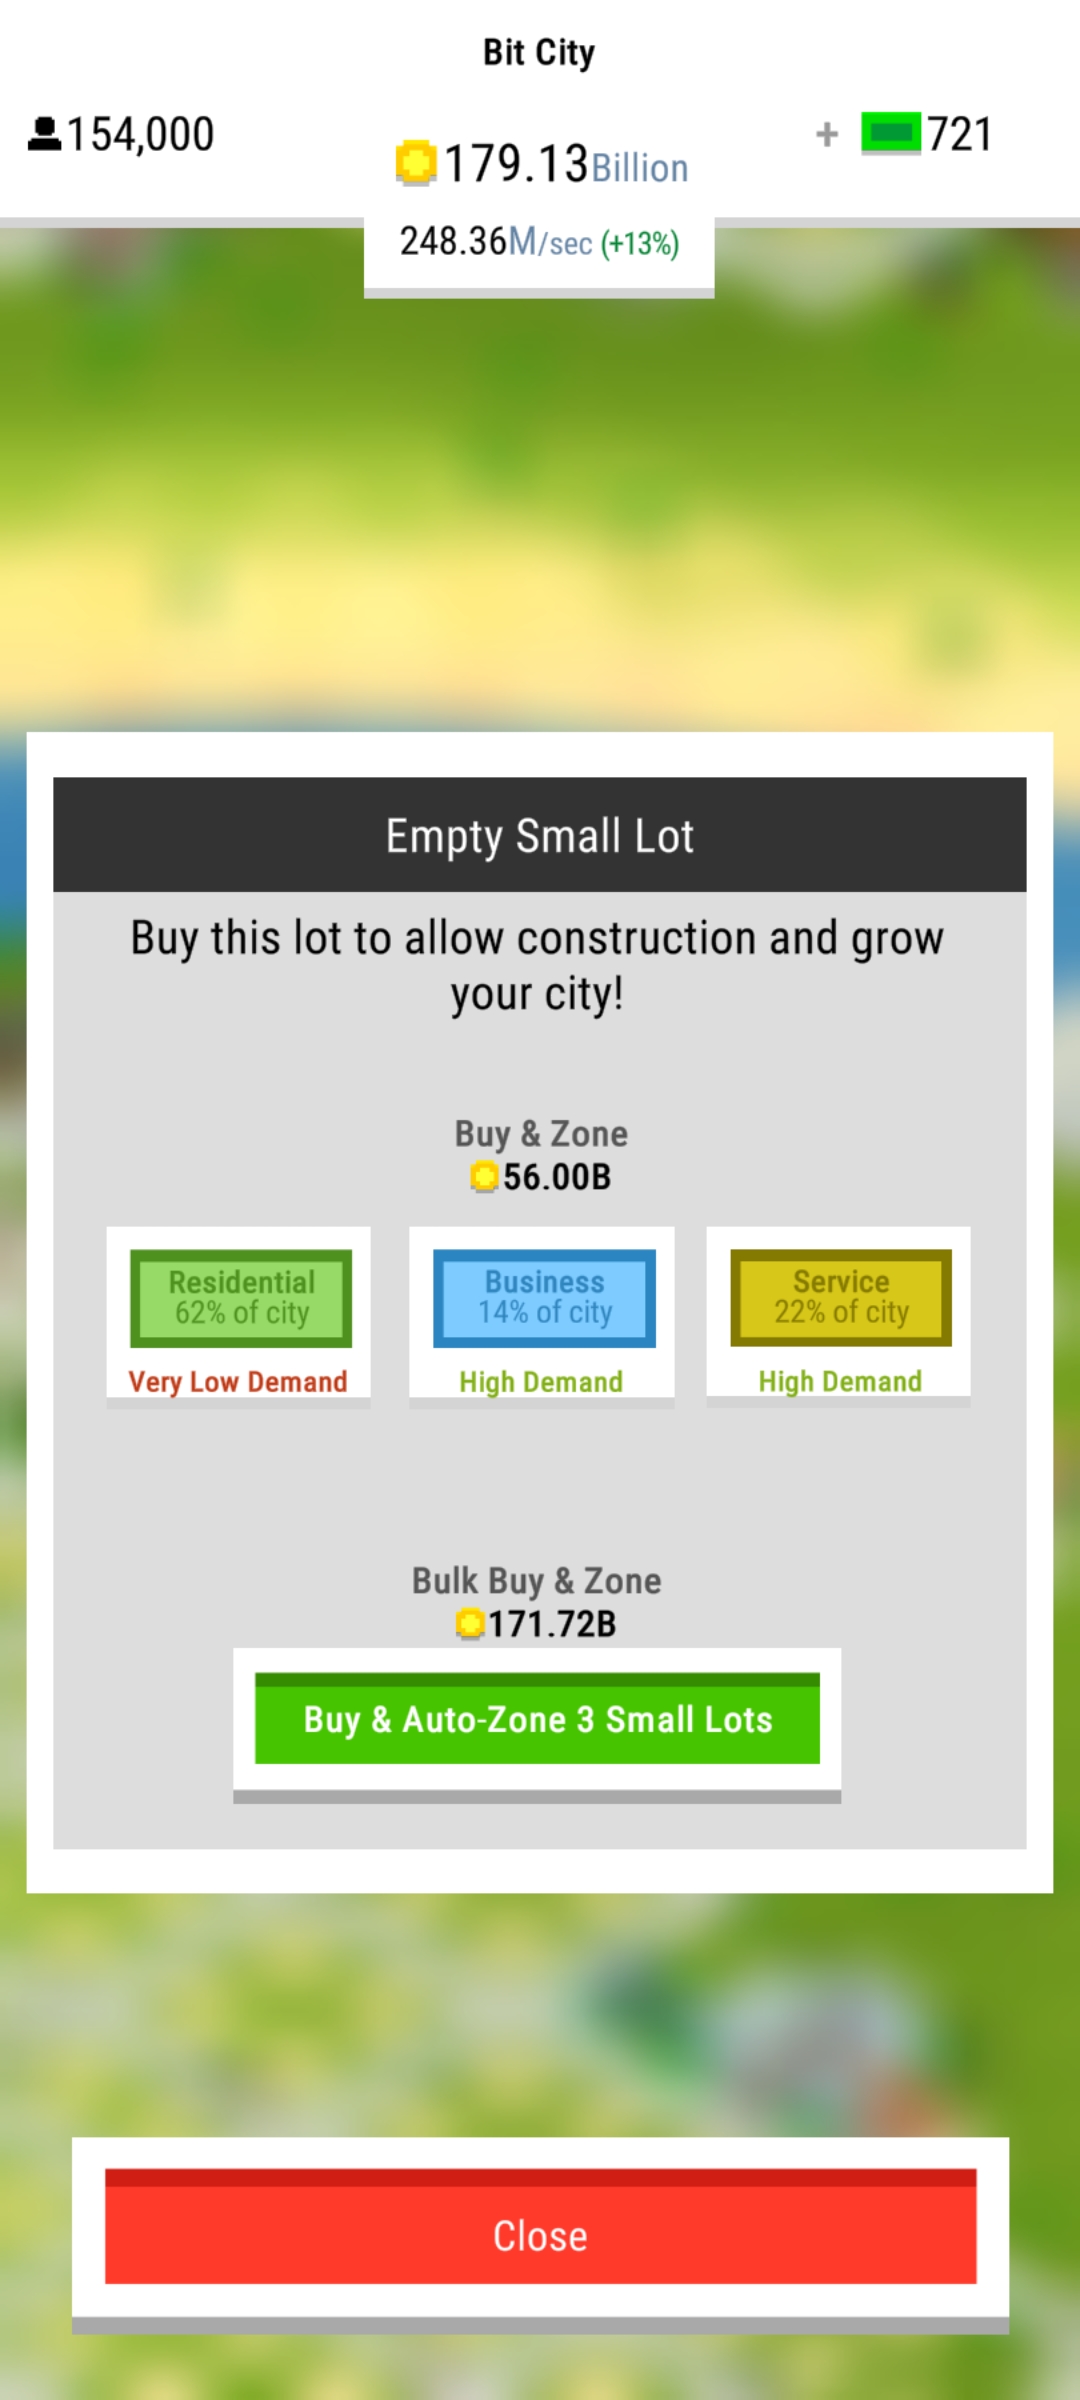 Bit City
154,000
179.13Billion
+ 721
248.36M/sec (+13%)
Empty Small Lot
Buy this lot to allow construction and grow
your city!
Buy & Zone
56.00B
Residential
62% of city
Very Low Demand
Business
14% of city
High Demand
Service
22% of city
High Demand
Bulk Buy & Zone
171.72B
Buy & Auto-Zone 3 Small Lots
Close